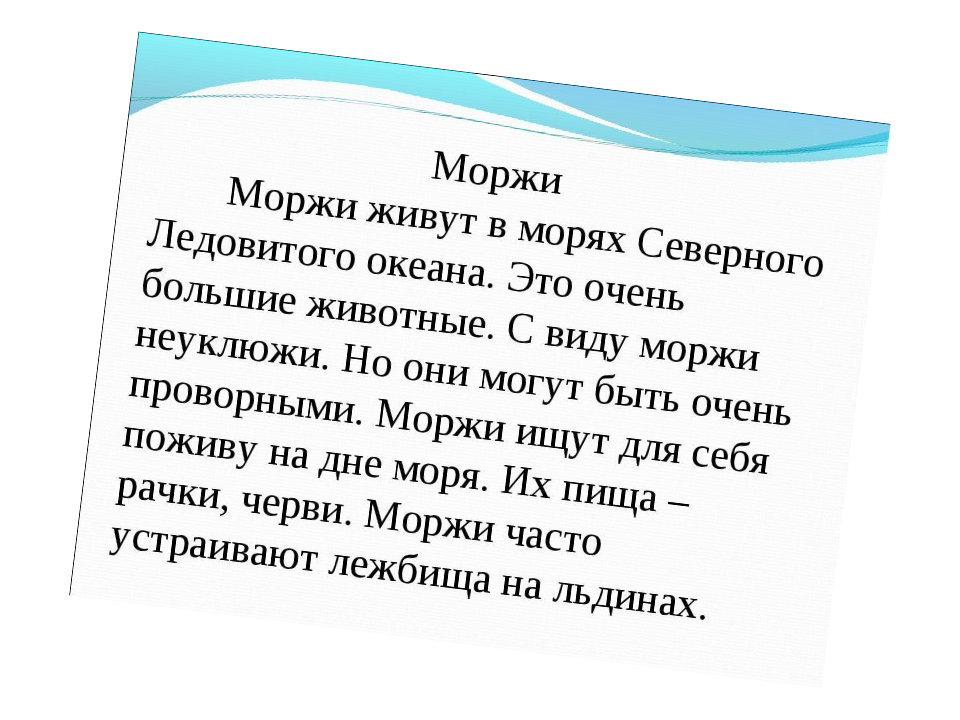 Моржи
Моржи живут в морях Северного
Ледовитого океана. Это очень
большие животные. С виду моржи
неуклюжи. Но они могут быть очень
проворными. Моржи ищут для себя
поживу на дне моря. Их пища –
рачки, черви. Моржи часто
устраивают лежбища на льдинах.